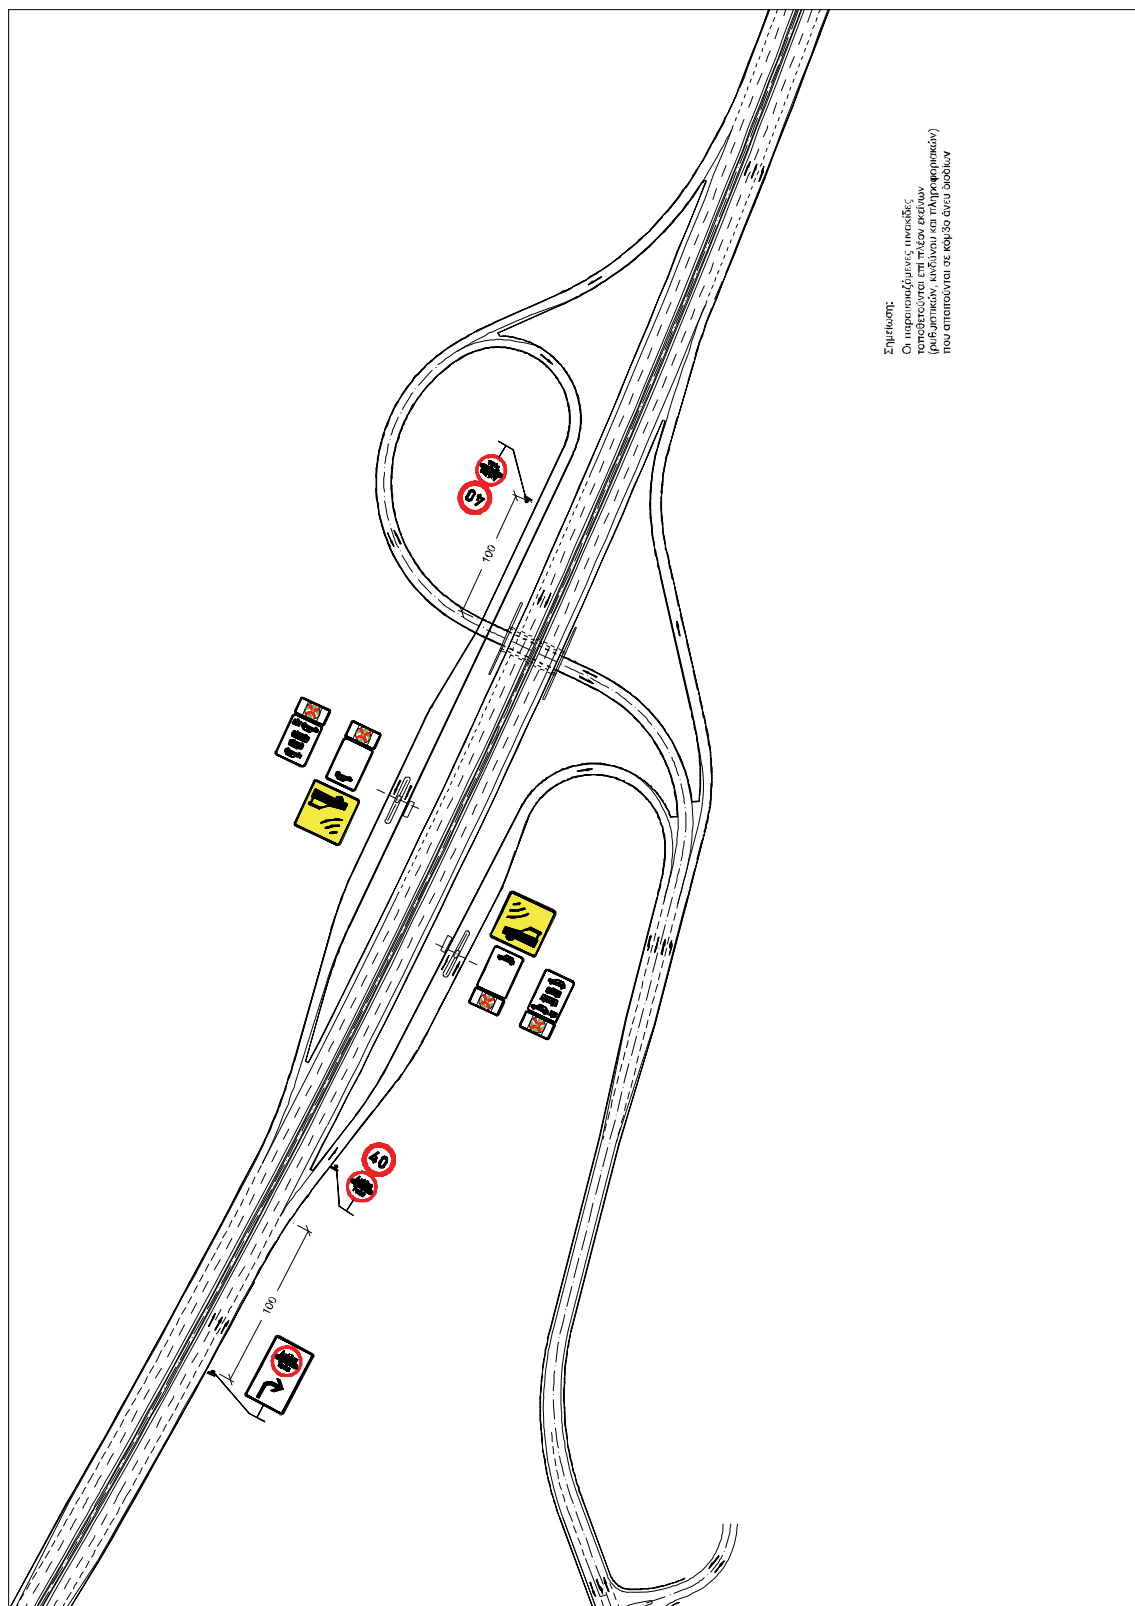 Σημείωση:
Οι παρουσιαζόμενες πινακίδες
τοποθετούνται επί πλέον εκείνων
(ρυθμιστικών, κινδύνου και πληροφοριακών)
που απαιτούνται σε κόμβο άνευ διοδίων
40
100
40
100